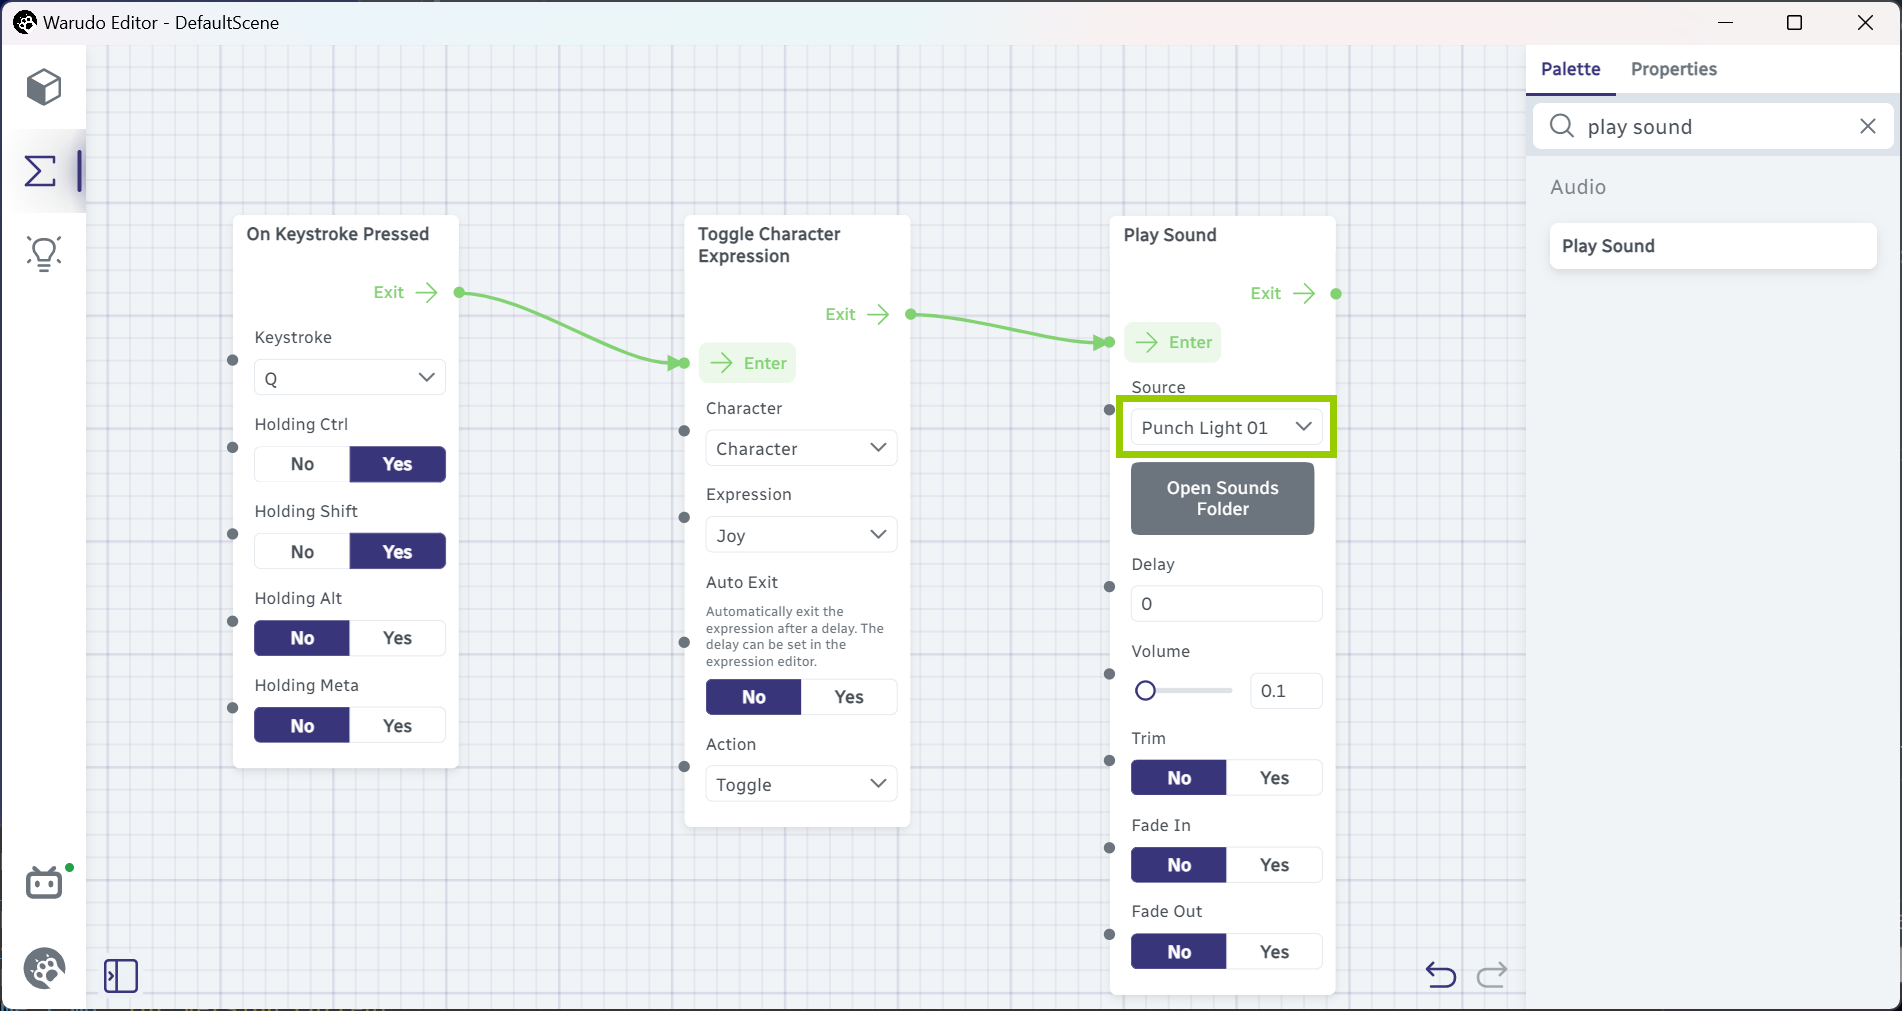 Warudo Editor - DefaultScene
Palette
Properties
play sound
Audio
Play Sound
On Keystroke Pressed
Exit
Keystroke
Q
Holding Ctrl
No
Yes
Holding Shift
No
Yes
Holding Alt
No
Yes
Holding Meta
No
Yes
Toggle Character
Expression
Exit
Enter
Character
Character
Expression
Joy
Auto Exit
Automatically exit the
expression after a delay. The
delay can be set in the
expression editor.
No
Yes
Action
Toggle
Play Sound
Exit
Enter
Source
Punch Light 01
Open Sounds
Folder
Delay
0
Volume
0.1
Trim
No
Yes
Fade In
No
Yes
Fade Out
No
Yes